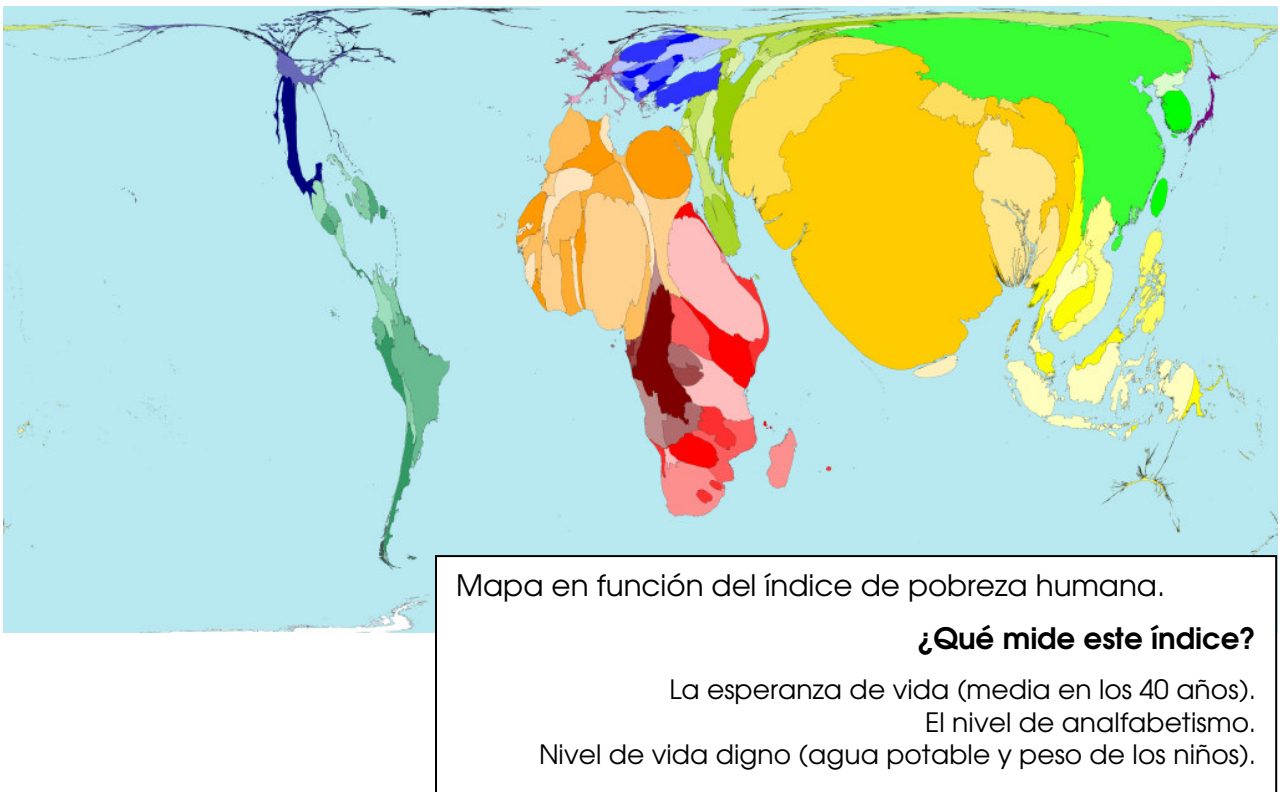 Mapa en función del índice de pobreza humana.
¿Qué mide este índice?
La esperanza de vida (media en los 40 años).
El nivel de analfabetismo.
Nivel de vida digno (agua potable y peso de los niños).